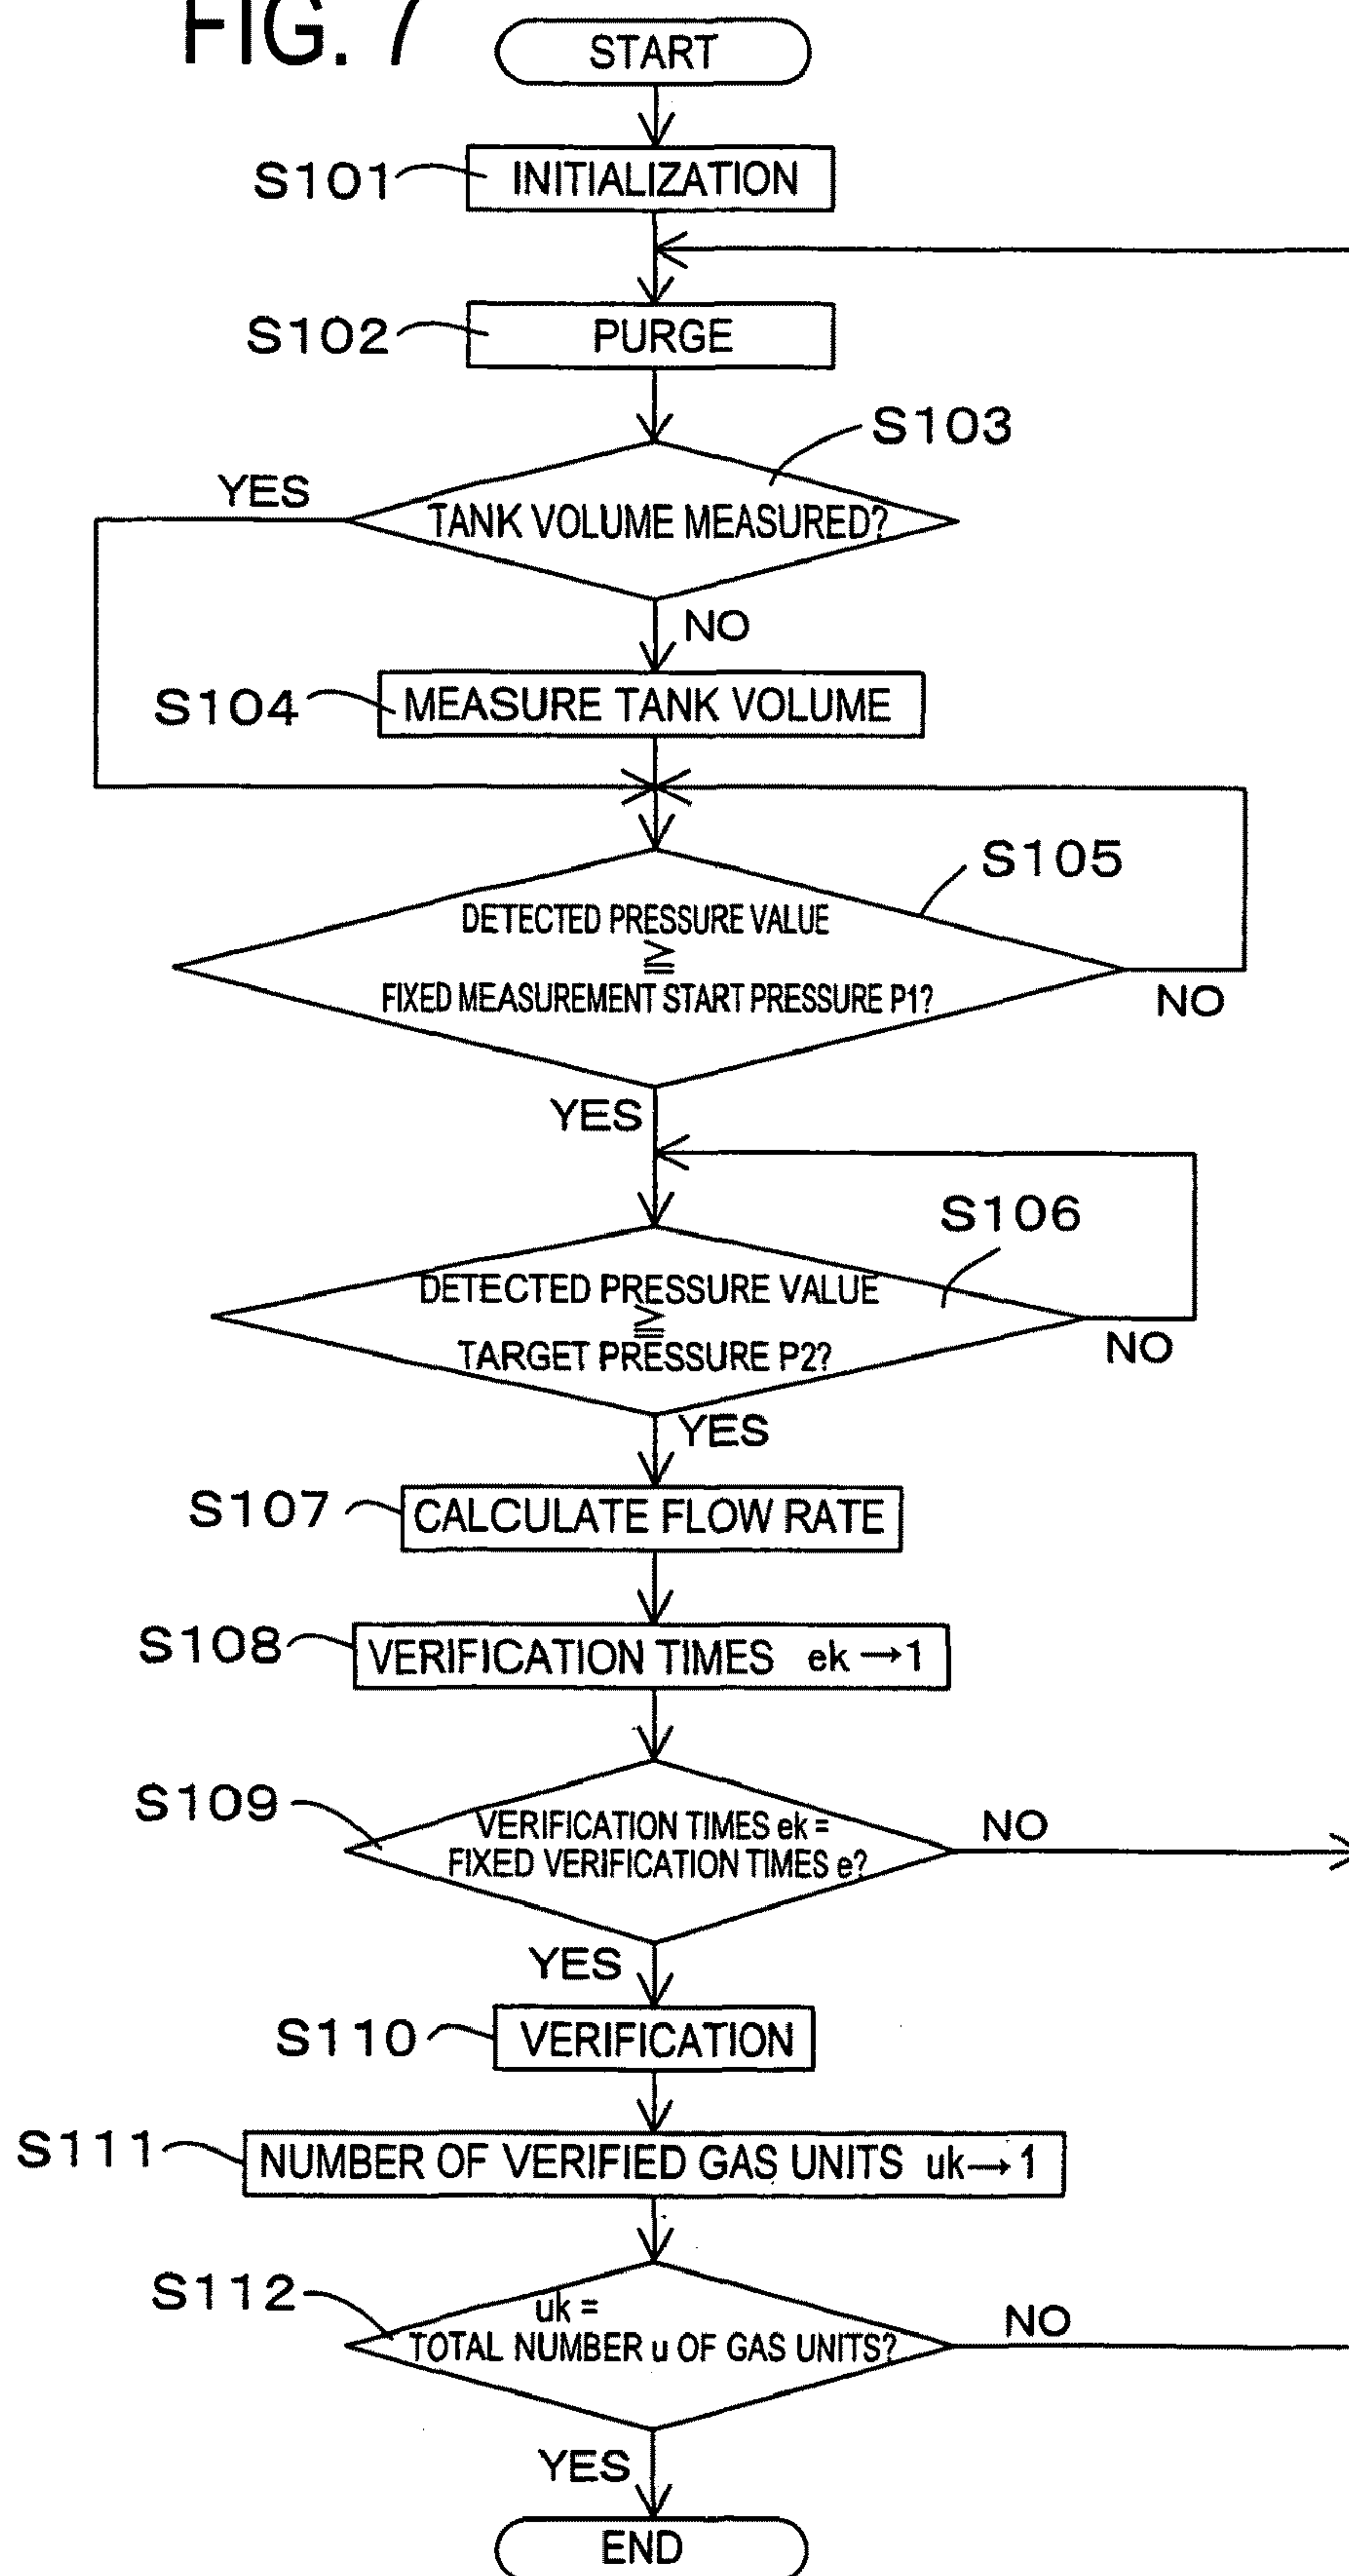 FIG. 7
START
S101
INITIALIZATION
S102
PURGE
S103
YES
TANK VOLUME MEASURED?
NO
S104
MEASURE TANK VOLUME
S105
DETECTED PRESSURE VALUE
≧
FIXED MEASUREMENT START PRESSURE P1?
NO
YES
S106
DETECTED PRESSURE VALUE
≧
TARGET PRESSURE P2?
NO
YES
S107
CALCULATE FLOW RATE
S108
VERIFICATION TIMES ek→1
S109
VERIFICATION TIMES ek =
FIXED VERIFICATION TIMES e?
NO
YES
S110
VERIFICATION
S111
NUMBER OF VERIFIED GAS UNITS uk→1
S112
uk =
TOTAL NUMBER u OF GAS UNITS?
NO
YES
END